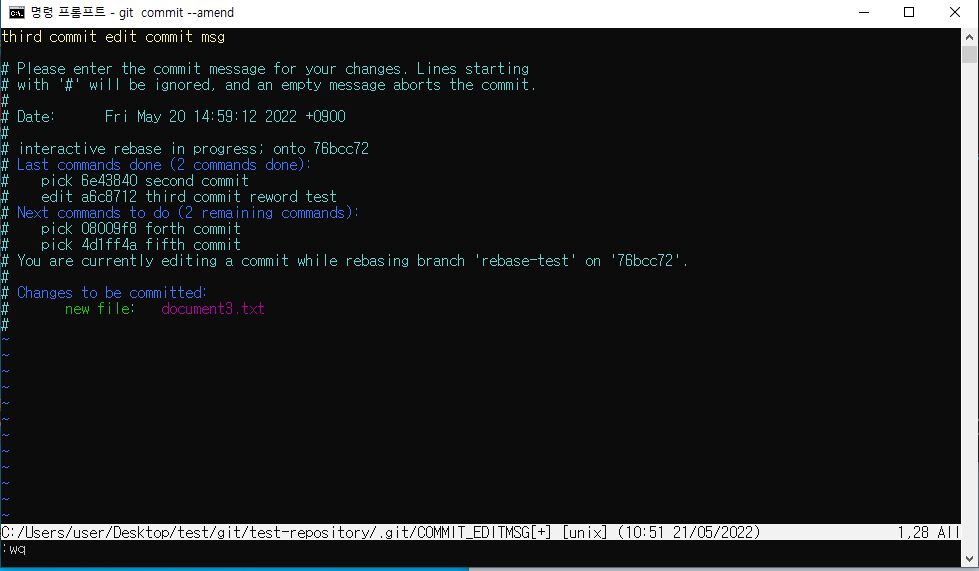 명령 프롬프트 - git  commit --amend
third commit edit commit msg
# Please enter the commit message for your changes. Lines starting
# with '#' will be ignored, and an empty message aborts the commit.
#
# Date:      Fri May 20 14:59:12 2022 +0900
#
# interactive rebase in progress; onto 76bcc72
# Last commands done (2 commands done):
#    pick 6e43840 second commit
#    edit a6c8712 third commit reword test
# Next commands to do (2 remaining commands):
#    pick 08009f8 forth commit
#    pick 4d1ff4a fifth commit
# You are currently editing a commit while rebasing branch 'rebase-test' on '76bcc72'.
#
# Changes to be committed:
#       new file:   document3.txt
#
~
~
~
~
~
~
~
~
~
~
~
~
C:/Users/user/Desktop/test/git/test-repository/.git/COMMIT_EDITMSG[+] [unix] (10:51 21/05/2022) 1,28 All
:wq